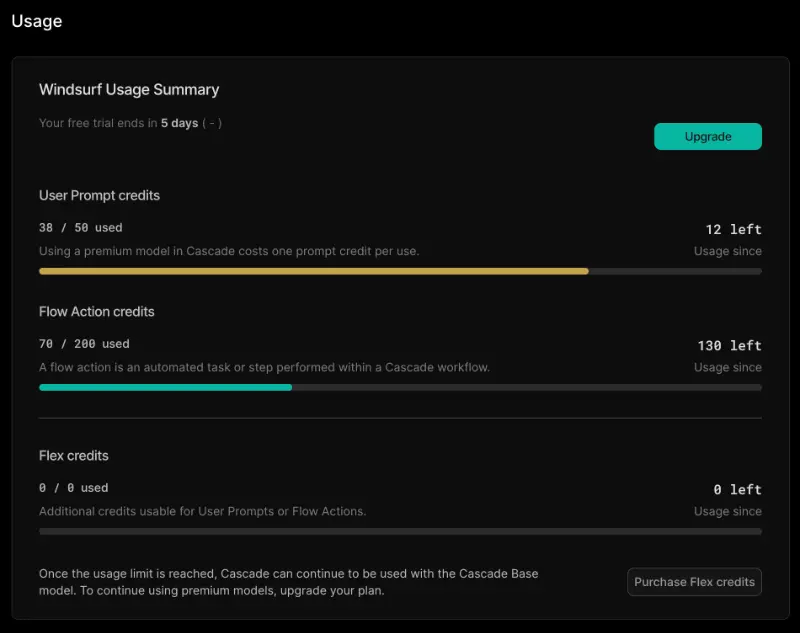 Usage
Windsurf Usage Summary
Your free trial ends in 5 days ( - )
Upgrade
User Prompt credits
38 / 50 used
12 left
Using a premium model in Cascade costs one prompt credit per use.
Usage since
Flow Action credits
70 / 200 used
130 left
A flow action is an automated task or step performed within a Cascade workflow.
Usage since
Flex credits
0 / 0 used
0 left
Additional credits usable for User Prompts or Flow Actions.
Usage since
Once the usage limit is reached, Cascade can continue to be used with the Cascade Base
model. To continue using premium models, upgrade your plan.
Purchase Flex credits